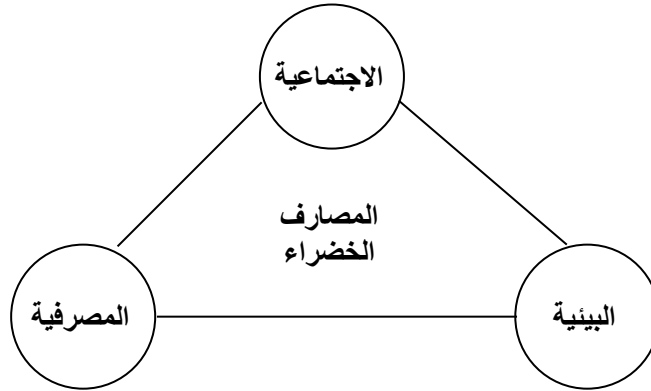 الاجتماعية
المصارف
الخضراء
البيئية
المصرفية